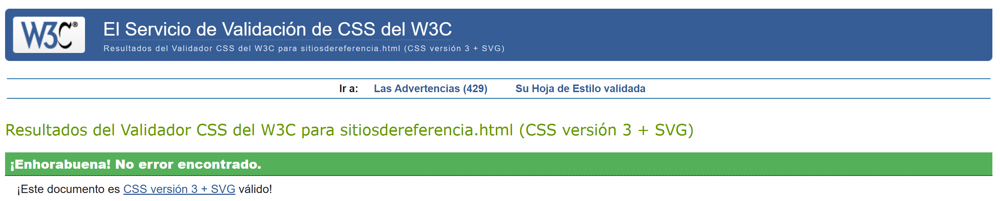 W3C®
El Servicio de Validación de CSS del W3C
Resultados del Validador CSS del W3C para sitiosdereferencia.html (CSS versión 3 + SVG)
Ir a: Las Advertencias (429) Su Hoja de Estilo validada
Resultados del Validador CSS del W3C para sitiosdereferencia.html (CSS versión 3 + SVG)
¡Enhorabuena! No error encontrado.
¡Este documento es CSS versión 3 + SVG válido!